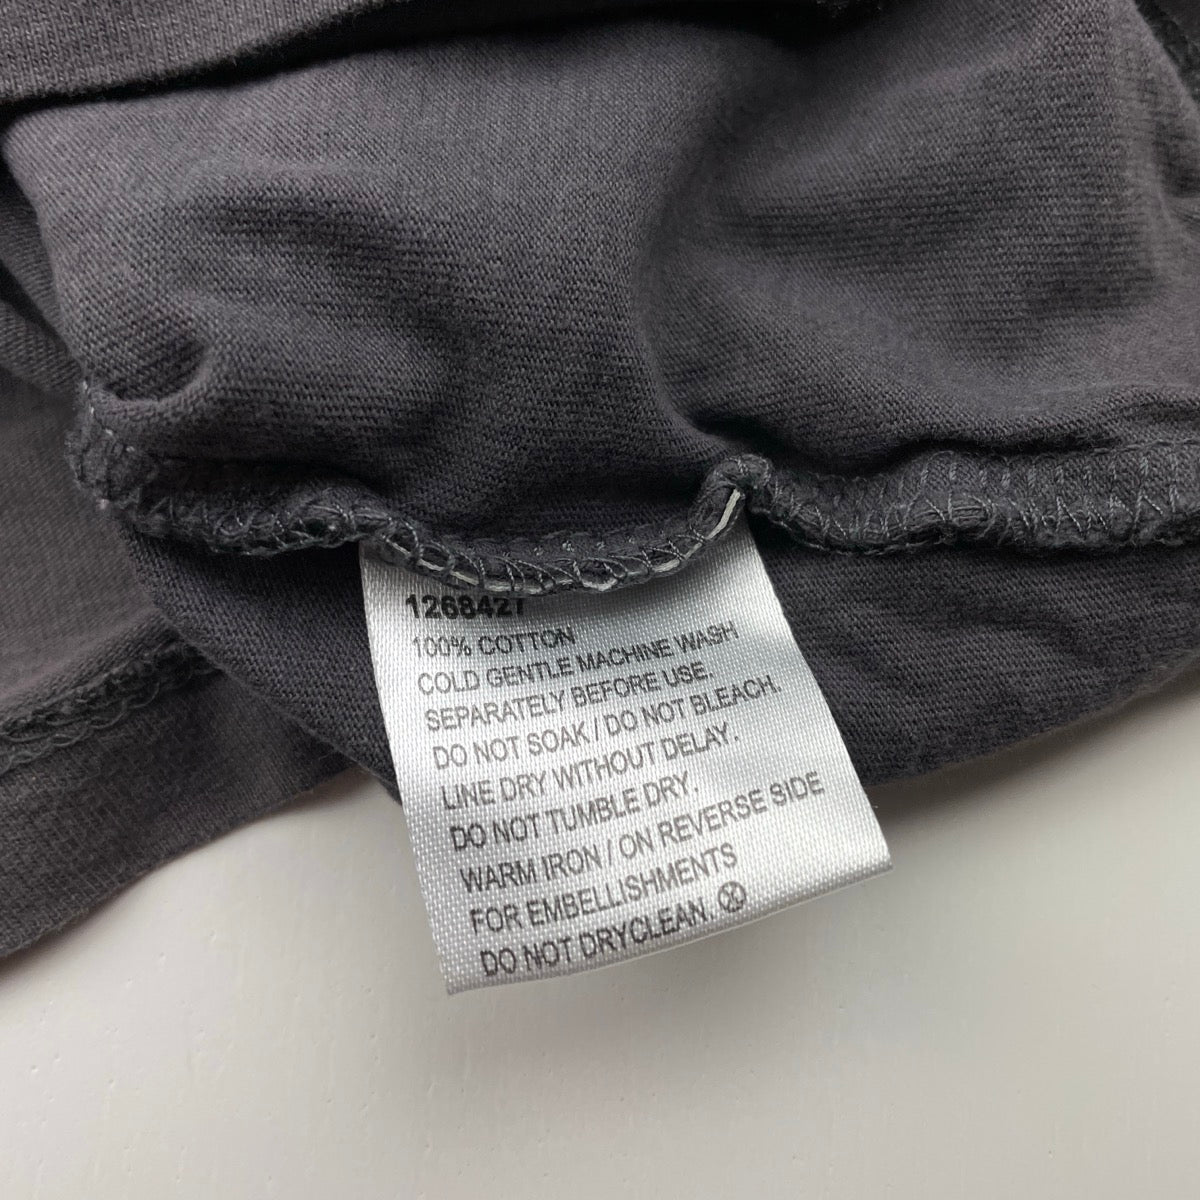 1268427
100% COTTON
COLD GENTLE MACHINE WASH
SEPARATELY BEFORE USE.
DO NOT SOAK / DO NOT BLEACH.
LINE DRY WITHOUT DELAY.
DO NOT TUMBLE DRY.
WARM IRON / ON REVERSE SIDE
FOR EMBELLISHMENTS
DO NOT DRYCLEAN.